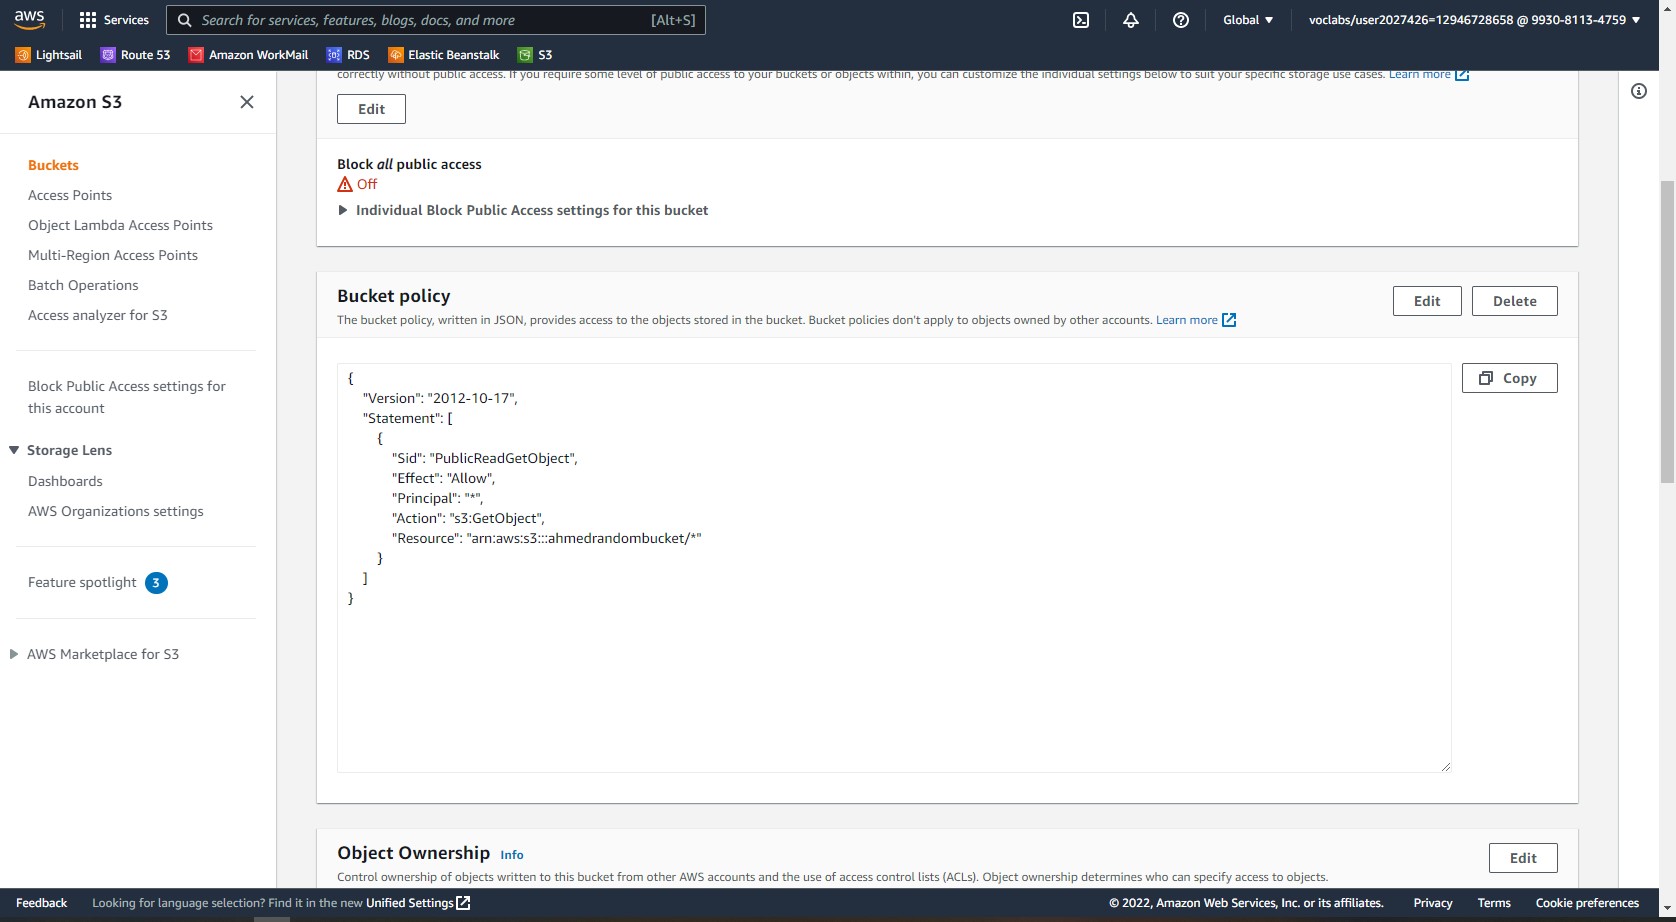 aws
Services
Search for services, features, blogs, docs, and more
[Alt+S]
Global
voclabs/user2027426=12946728658 @ 9930-8113-4759
Lightsail
Route 53
Amazon WorkMail
RDS
Elastic Beanstalk
S3
Amazon S3
Buckets
Access Points
Object Lambda Access Points
Multi-Region Access Points
Batch Operations
Access analyzer for S3
Block Public Access settings for
this account
Storage Lens
Dashboards
AWS Organizations settings
Feature spotlight 3
AWS Marketplace for S3
correctly without public access. If you require some level of public access to your buckets or objects within, you can customize the individual settings below to suit your specific storage use cases. Learn more
Edit
Block all public access
Off
Individual Block Public Access settings for this bucket
Bucket policy
The bucket policy, written in JSON, provides access to the objects stored in the bucket. Bucket policies don't apply to objects owned by other accounts. Learn more
Edit
Delete
Copy
{
"Version": "2012-10-17",
"Statement": [
{
"Sid": "PublicReadGetObject",
"Effect": "Allow",
"Principal": "*",
"Action": "s3:GetObject",
"Resource": "arn:aws:s3:::ahmedrandombucket/*"
}
]
}
Object Ownership Info
Control ownership of objects written to this bucket from other AWS accounts and the use of access control lists (ACLs). Object ownership determines who can specify access to objects.
Edit
Feedback
Looking for language selection? Find it in the new Unified Settings
© 2022, Amazon Web Services, Inc. or its affiliates.
Privacy
Terms
Cookie preferences